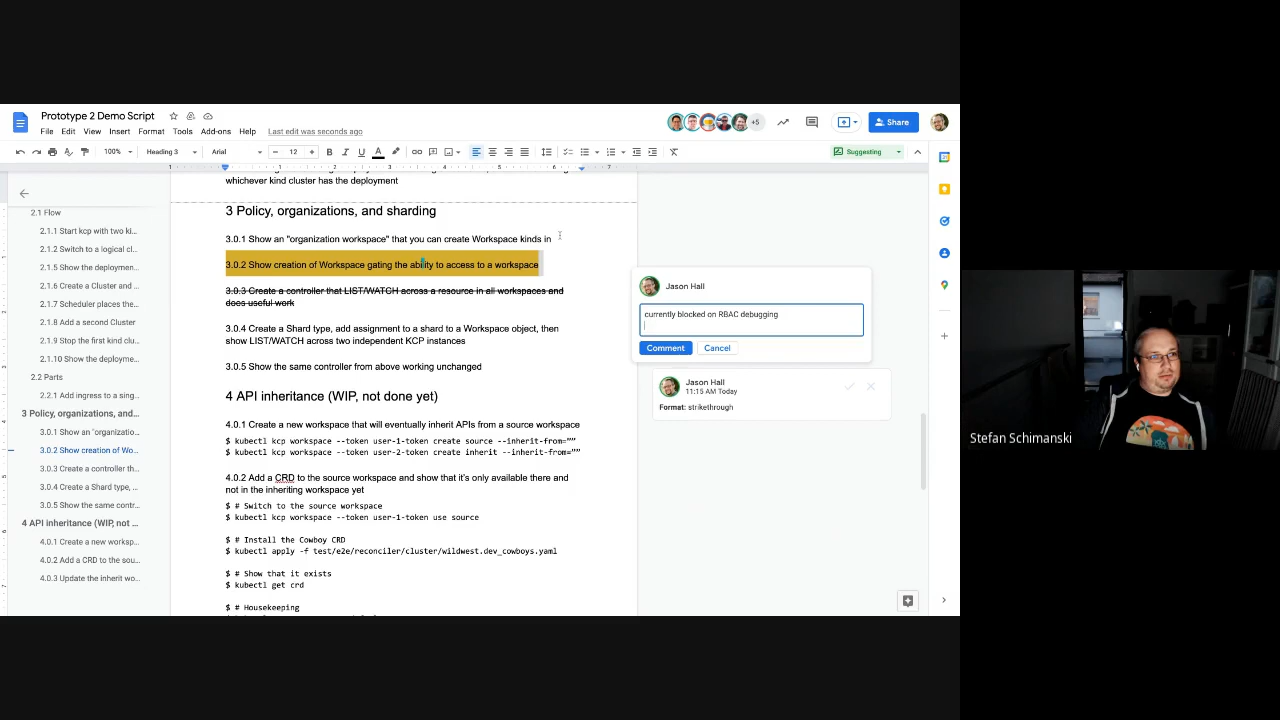 Prototype 2 Demo Script
File Edit View Insert Format Tools Add-ons Help Last edit was seconds ago
+5
Share
100% Heading 3 Arial 12
Suggesting
whichever kind cluster has the deployment
3 Policy, organizations, and sharding
3.0.1 Show an "organization workspace" that you can create Workspace kinds in
3.0.2 Show creation of Workspace gating the ability to access to a workspace
3.0.3 Create a controller that LIST/WATCH across a resource in all workspaces and
does useful work
3.0.4 Create a Shard type, add assignment to a shard to a Workspace object, then
show LIST/WATCH across two independent KCP instances
3.0.5 Show the same controller from above working unchanged
4 API inheritance (WIP, not done yet)
4.0.1 Create a new workspace that will eventually inherit APIs from a source workspace
$ kubectl kcp workspace --token user-1-token create source --inherit-from=””
$ kubectl kcp workspace --token user-2-token create inherit --inherit-from=””
4.0.2 Add a CRD to the source workspace and show that it's only available there and
not in the inheriting workspace yet
$ # Switch to the source workspace
$ kubectl kcp workspace --token user-1-token use source
$ # Install the Cowboy CRD
$ kubectl apply -f test/e2e/reconciler/cluster/wildwest.dev_cowboys.yaml
$ # Show that it exists
$ kubectl get crd
$ # Housekeeping
2.1 Flow
2.1.1 Start kcp with two ki...
2.1.2 Switch to a logical cl...
2.1.5 Show the deploymen...
2.1.6 Create a Cluster and ...
2.1.7 Scheduler places the...
2.1.8 Add a second Cluster
2.1.9 Stop the first kind clu...
2.1.10 Show the deployme...
2.2 Parts
2.2.1 Add ingress to a sing...
3 Policy, organizations, and...
3.0.1 Show an "organizatio...
3.0.2 Show creation of Wo...
3.0.3 Create a controller th...
3.0.4 Create a Shard type, ...
3.0.5 Show the same contr...
4 API inheritance (WIP, not ...
4.0.1 Create a new worksp...
4.0.2 Add a CRD to the sou...
4.0.3 Update the inherit wo...
Jason Hall
currently blocked on RBAC debugging
Comment Cancel
Jason Hall
11:15 AM Today
Format: strikethrough
Stefan Schimanski